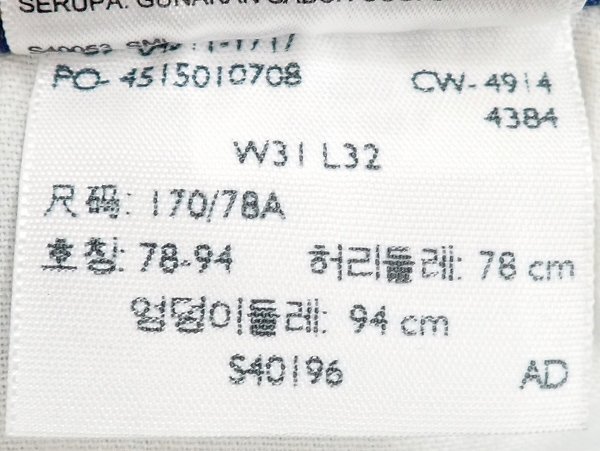 SERUPA. GUNAKAN SABUN
PO- 4515010708 CW-4914
4384
W31 L32
尺码: 170/78A
호칭: 78-94 허리둘레: 78 cm
엉덩이둘레: 94 cm
S40196 AD